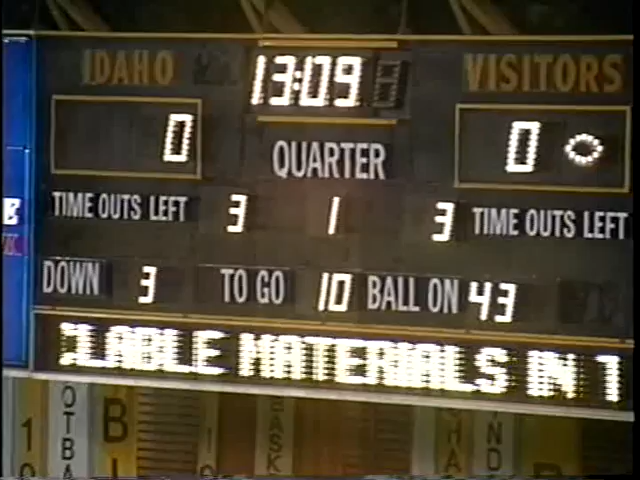 IDAHO 13:09 VISITORS
0 QUARTER 0
TIME OUTS LEFT 3 1 3 TIME OUTS LEFT
DOWN 3 TO GO 10 BALL ON 43
CLABLE MATERIALS IN T